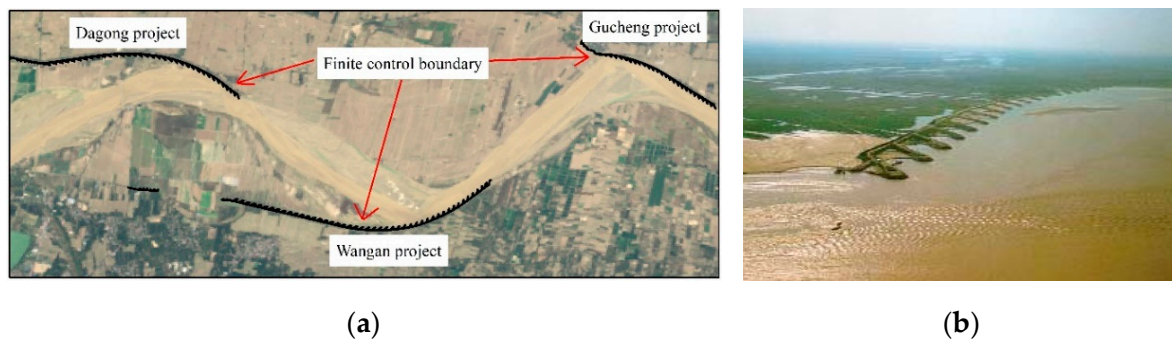 Dagong project
Gucheng project
Finite control boundary
Wangan project
(a)
(b)